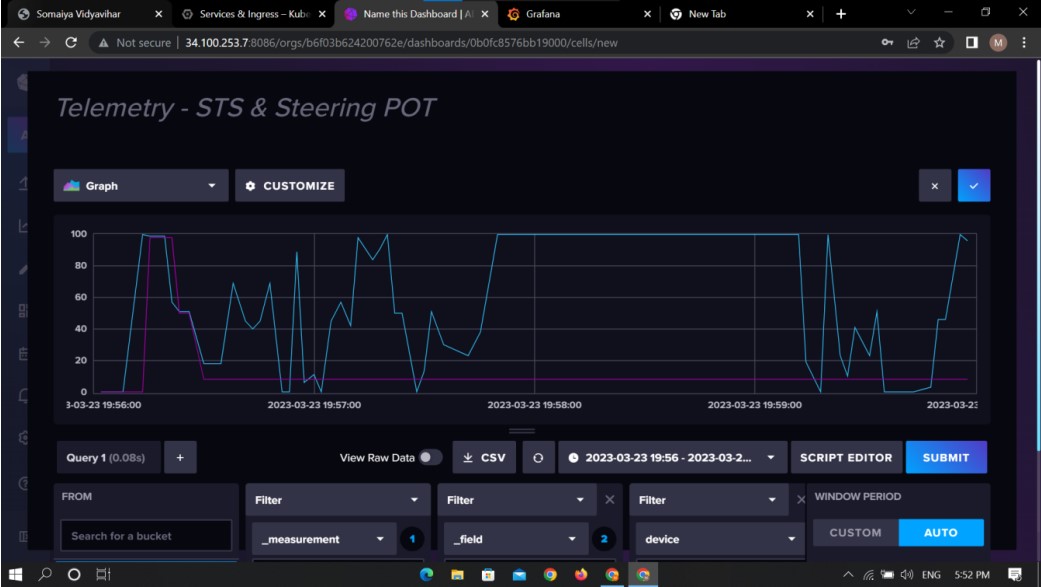 Somaiya Vidyavihar
Services & Ingress – Kube
Name this Dashboard | A
Grafana
New Tab
Not secure | 34.100.253.7:8086/orgs/b6f03b624200762e/dashboards/0b0fc8576bb19000/cells/new
M
Telemetry - STS & Steering POT
Graph
CUSTOMIZE
100
80
60
40
20
0
3-03-23 19:56:00
2023-03-23 19:57:00
2023-03-23 19:58:00
2023-03-23 19:59:00
2023-03-23
Query 1 (0.08s)
+
View Raw Data
CSV
2023-03-23 19:56 - 2023-03-2...
SCRIPT EDITOR
SUBMIT
FROM
Search for a bucket
Filter
_measurement
1
Filter
_field
2
Filter
device
WINDOW PERIOD
CUSTOM
AUTO
ENG
5:52 PM